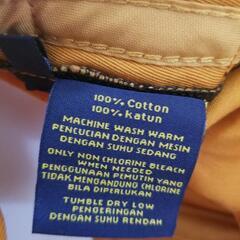 100% Cotton
100% Katun
MACHINE WASH WARM
PENCUCIAN DENGAN MESIN
DENGAN SUHU SEDANG
ONLY NON CHLORINE BLEACH
WHEN NEEDED
PENGGUNAAN PEMUTIH YANG
TIDAK MENGANDUNG CHLORINE
BILA DIPERLUKAN
TUMBLE DRY LOW
PENGERINGAN
DENGAN SUHU RENDAH